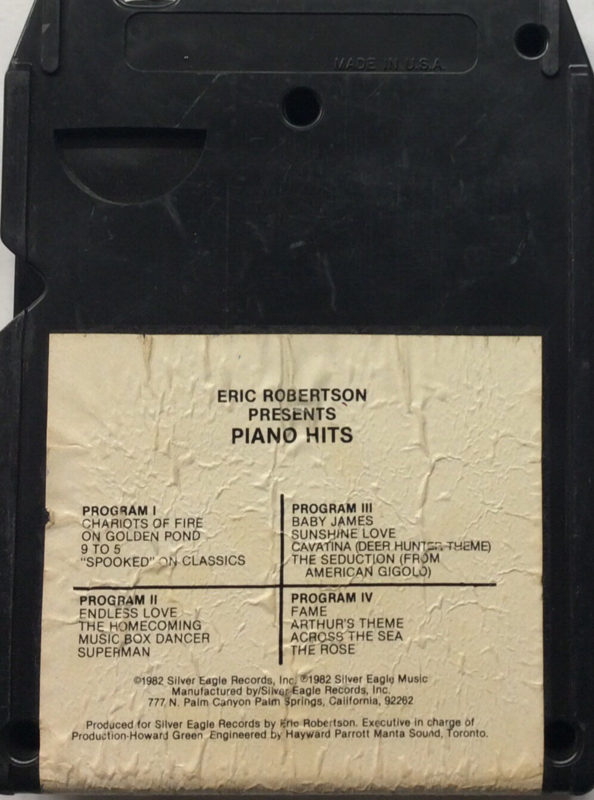 MADE IN U.S.A.
ERIC ROBERTSON
PRESENTS
PIANO HITS
PROGRAM I
CHARIOTS OF FIRE
ON GOLDEN POND
9 TO 5
"SPOOKED" ON CLASSICS
PROGRAM III
BABY JAMES
SUNSHINE LOVE
CAVATINA (DEER HUNTER THEME)
THE SEDUCTION (FROM
AMERICAN GIGOLO)
PROGRAM II
ENDLESS LOVE
THE HOMECOMING
MUSIC BOX DANCER
SUPERMAN
PROGRAM IV
FAME
ARTHUR'S THEME
ACROSS THE SEA
THE ROSE
©1982 Silver Eagle Records, Inc. ℗1982 Silver Eagle Music
Manufactured by/Silver Eagle Records, Inc.
777 N. Palm Canyon Palm Springs, California, 92262
Produced for Silver Eagle Records by Eric Robertson. Executive in charge of
Production-Howard Green. Engineered by Hayward Parrott Manta Sound, Toronto.